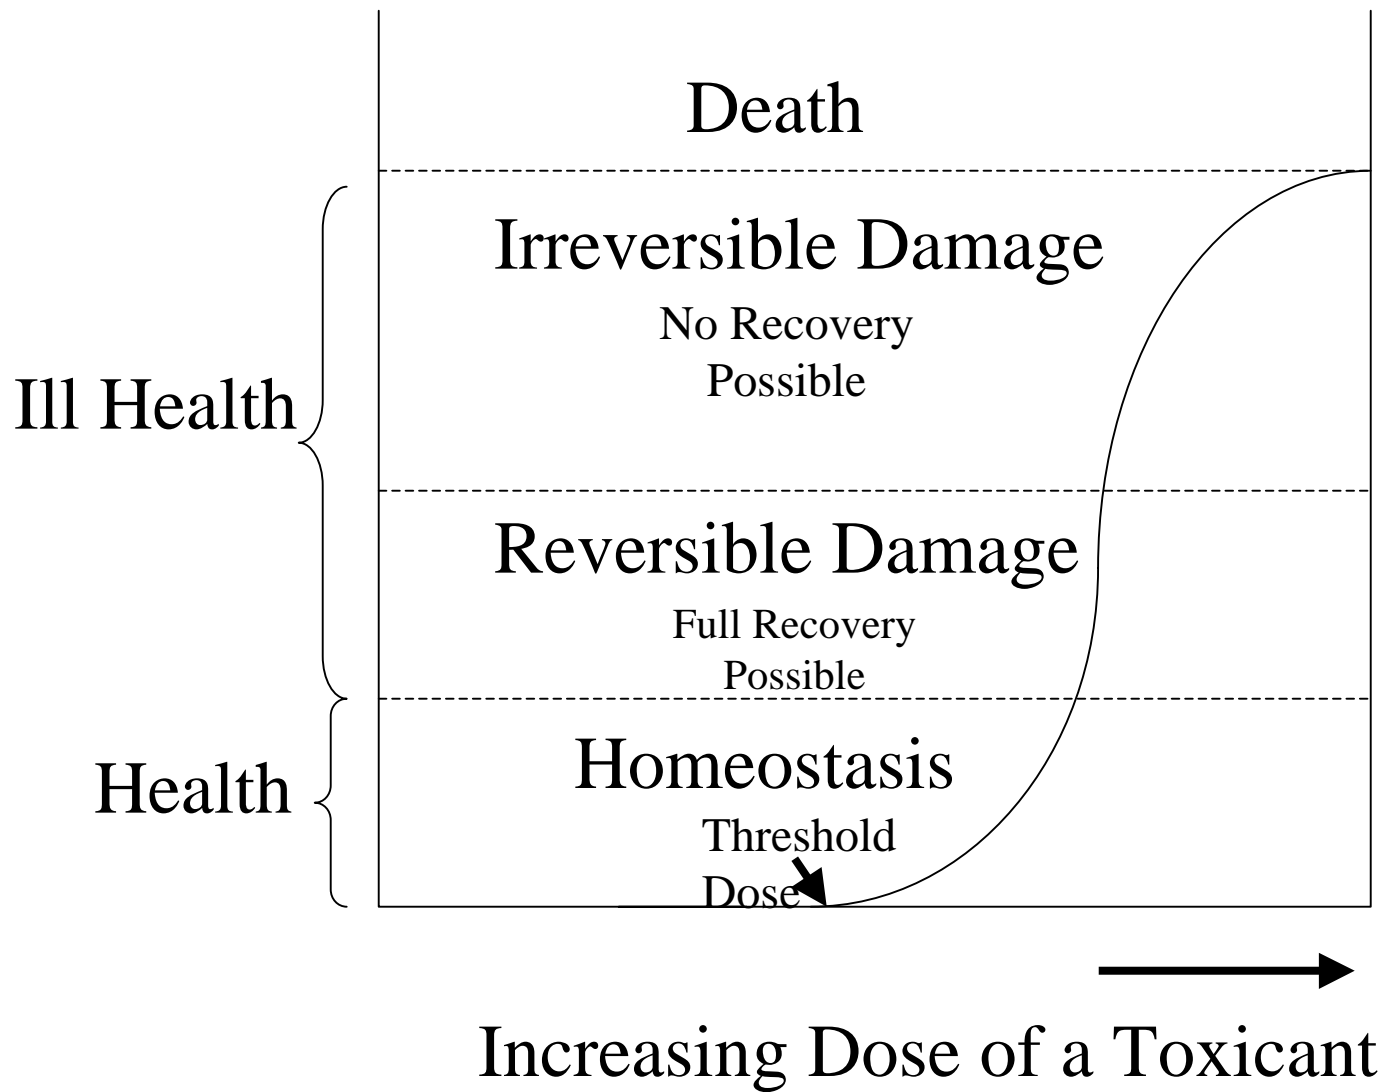 Death
Irreversible Damage
No Recovery
Possible
Ill Health
Reversible Damage
Full Recovery
Possible
Homeostasis
Health
Threshold
Dose
Increasing Dose of a Toxicant